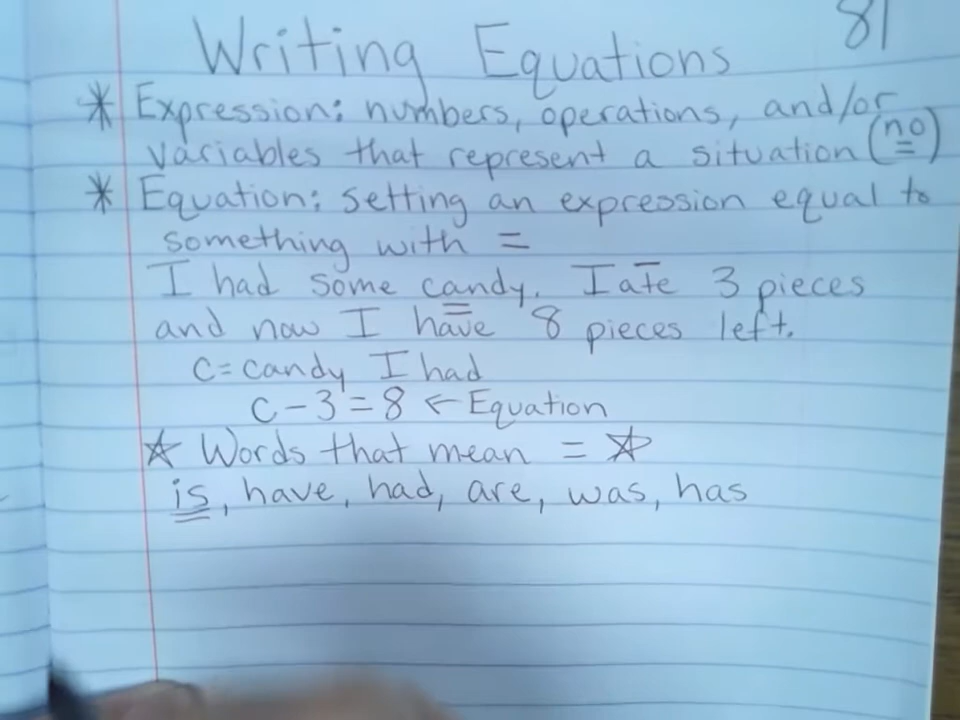 81
Writing Equations
* Expression: numbers, operations, and/or
variables that represent a situation (no =)
* Equation: setting an expression equal to
something with =
I had some candy. I ate 3 pieces
and now I have 8 pieces left.
c = candy I had
c - 3 = 8 ← Equation
☆ Words that mean = ☆
is, have, had, are, was, has